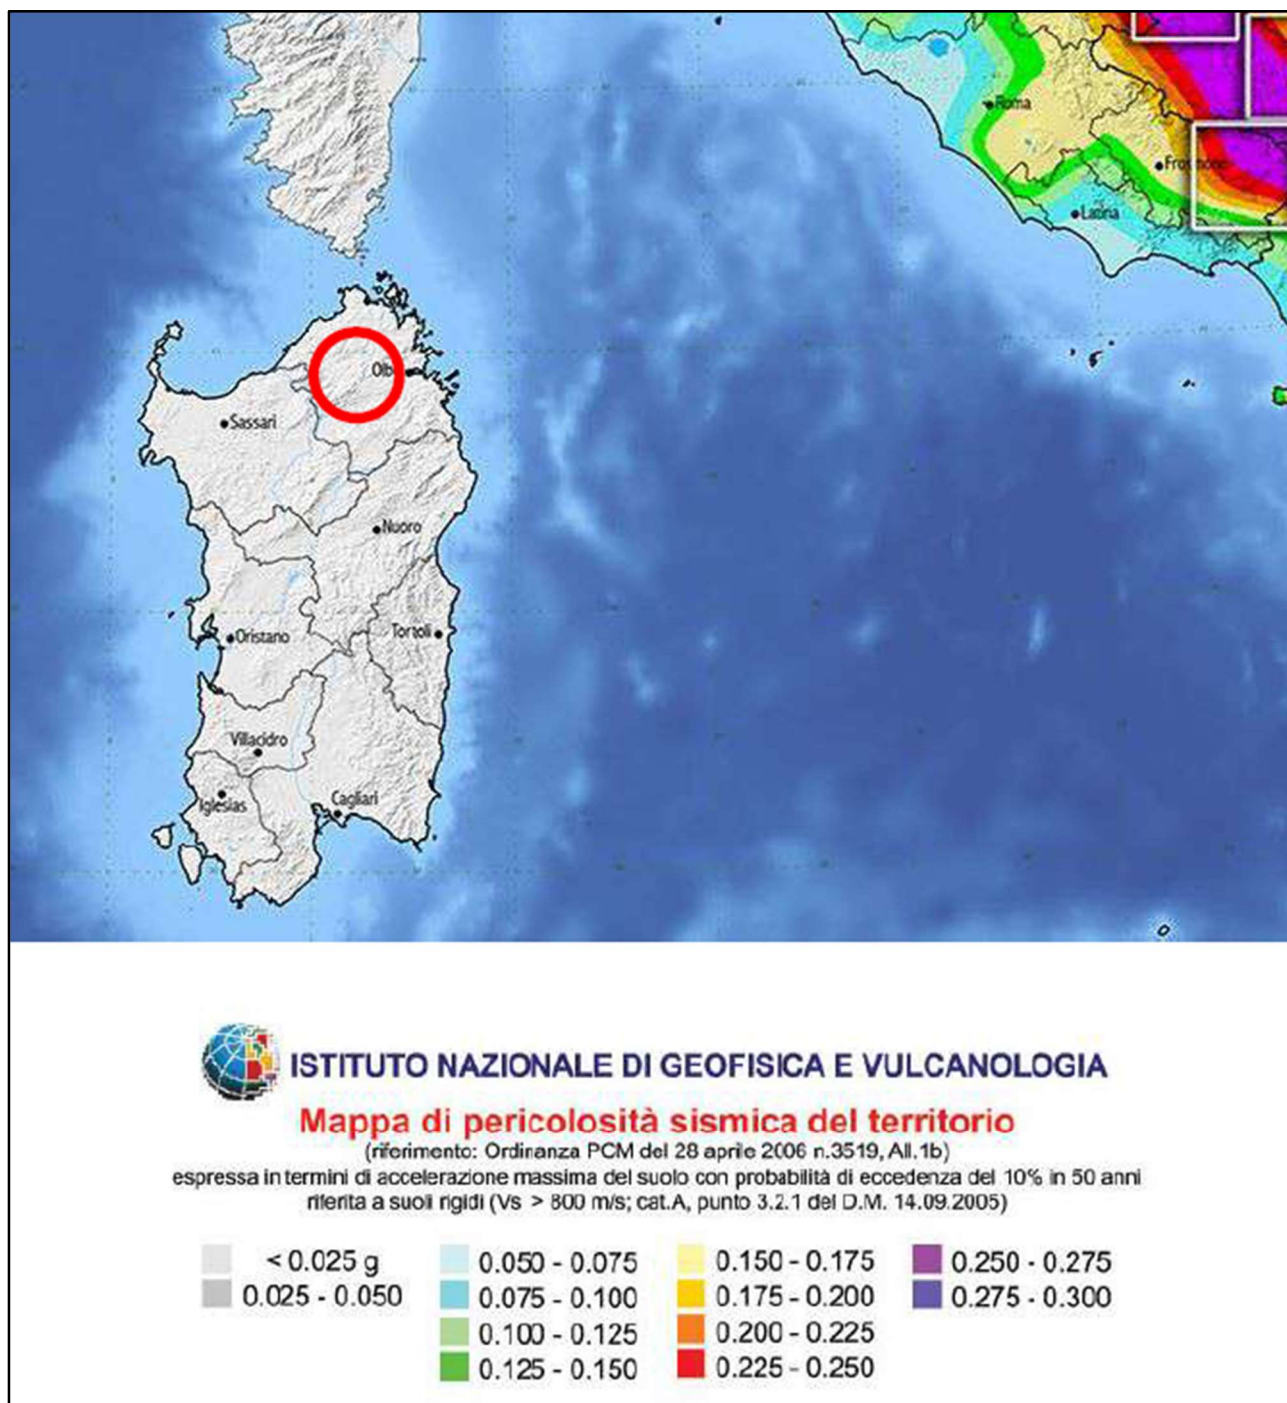 Roma
Frosinone
Latina
Olb
Sassari
Nuoro
Oristano
Tortolì
Villacidro
Iglesias
Cagliari
ISTITUTO NAZIONALE DI GEOFISICA E VULCANOLOGIA
Mappa di pericolosità sismica del territorio
(riferimento: Ordinanza PCM del 28 aprile 2006 n.3519, All.1b)
espressa in termini di accelerazione massima del suolo con probabilità di eccedenza del 10% in 50 anni
riferita a suoli rigidi (Vs > 800 m/s; cat.A, punto 3.2.1 del D.M. 14.09.2005)
< 0.025 g
0.025 - 0.050
0.050 - 0.075
0.075 - 0.100
0.100 - 0.125
0.125 - 0.150
0.150 - 0.175
0.175 - 0.200
0.200 - 0.225
0.225 - 0.250
0.250 - 0.275
0.275 - 0.300